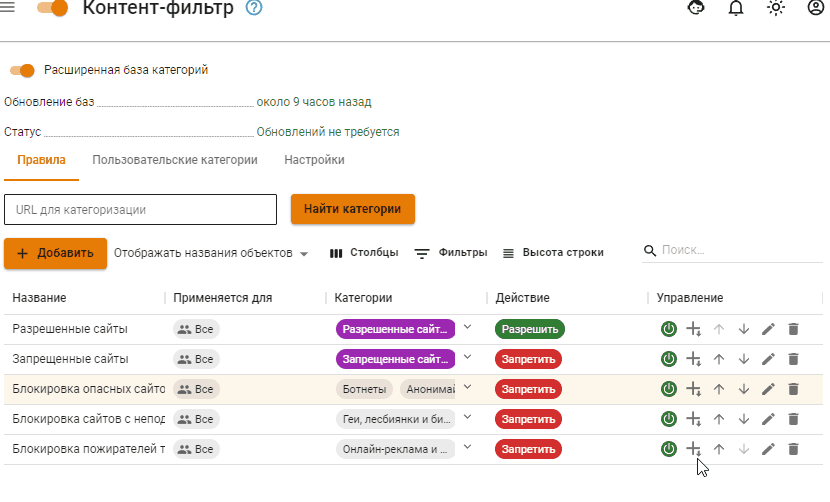 Контент-фильтр
Расширенная база категорий
Обновление баз около 9 часов назад
Статус Обновлений не требуется
Правила Пользовательские категории Настройки
URL для категоризации Найти категории
Добавить Отображать названия объектов Столбцы Фильтры Высота строки Поиск...
Название Применяется для Категории Действие Управление
Разрешенные сайты Все Разрешенные сайт... Разрешить
Запрещенные сайты Все Запрещенные сайт... Запретить
Блокировка опасных сайто Все Ботнеты Анонимай Запретить
Блокировка сайтов с непод Все Геи, лесбиянки и би... Запретить
Блокировка пожирателей т Все Онлайн-реклама и ... Запретить